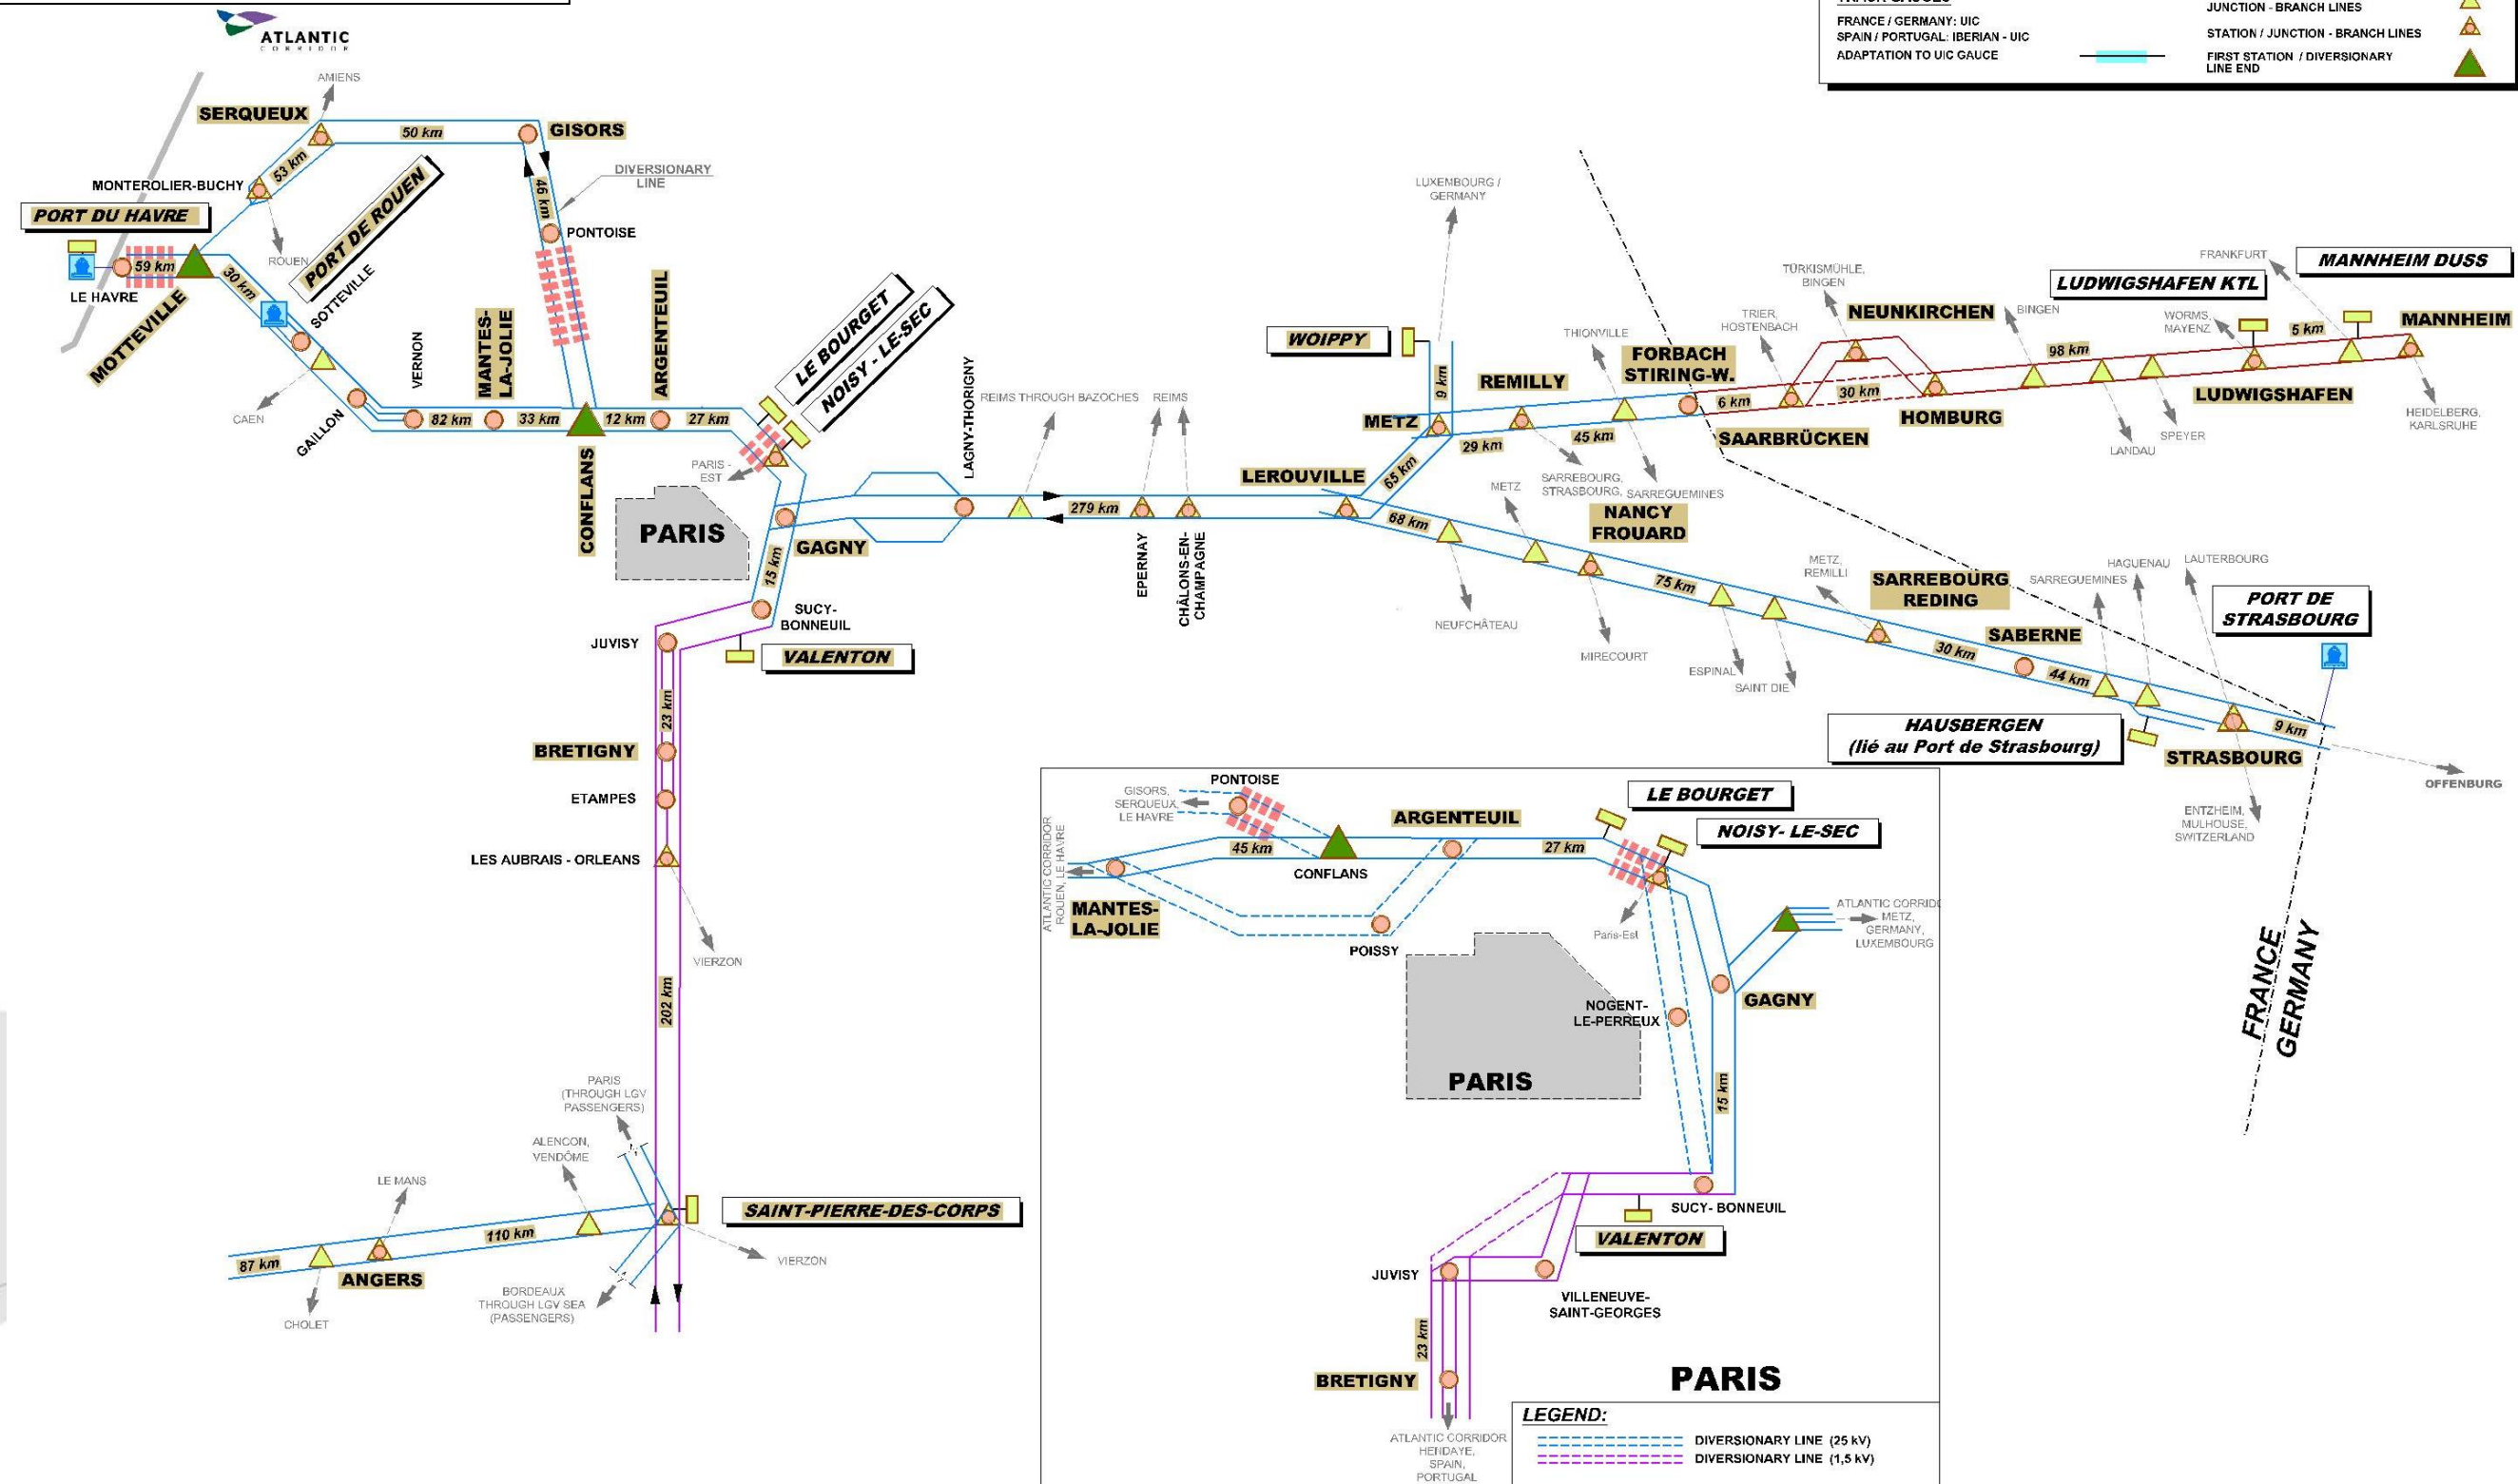 ATLANTIC
CORRIDOR
FRANCE / GERMANY: UIC
SPAIN / PORTUGAL: IBERIAN - UIC
ADAPTATION TO UIC GAUCE
JUNCTION - BRANCH LINES
STATION / JUNCTION - BRANCH LINES
FIRST STATION / DIVERSIONARY
LINE END
AMIENS
SERQUEUX
50 km
GISORS
53 km
MONTEROLIER-BUCHY
DIVERSIONARY
LINE
46 km
PORT DU HAVRE
PORT DE ROUEN
ROUEN
PONTOISE
59 km
LE HAVRE
30 km
MOTTEVILLE
SOTTEVILLE
CAEN
GAILLON
VERNON
82 km
MANTES-
LA-JOLIE
33 km
CONFLANS
12 km
ARGENTEUIL
27 km
LE BOURGET
NOISY - LE-SEC
PARIS -
EST
PARIS
GAGNY
15 km
LAGNY-THORIGNY
REIMS THROUGH BAZOCHES
REIMS
279 km
EPERNAY
CHÂLONS-EN-
CHAMPAGNE
LEROUVILLE
65 km
LUXEMBOURG /
GERMANY
WOIPPY
9 km
METZ
29 km
REMILLY
45 km
SARREBOURG,
STRASBOURG,
THIONVILLE
SARREGUEMINES
FORBACH
STIRING-W.
6 km
SAARBRÜCKEN
TRIER,
HOSTENBACH
TÜRKISMÜHLE,
BINGEN
NEUNKIRCHEN
30 km
HOMBURG
BINGEN
98 km
LANDAU
SPEYER
LUDWIGSHAFEN KTL
WORMS,
MAYENZ
LUDWIGSHAFEN
FRANKFURT
5 km
MANNHEIM DUSS
MANNHEIM
HEIDELBERG,
KARLSRUHE
68 km
NEUFCHÂTEAU
METZ
NANCY
FROUARD
MIRECOURT
75 km
ESPINAL
SAINT DIE
METZ,
REMILLI
SARREBOURG
REDING
30 km
SABERNE
44 km
SARREGUEMINES
HAGUENAU
LAUTERBOURG
PORT DE
STRASBOURG
HAUSBERGEN
(lié au Port de Strasbourg)
STRASBOURG
9 km
OFFENBURG
ENTZHEIM,
MULHOUSE,
SWITZERLAND
FRANCE
GERMANY
SUCY-
BONNEUIL
VALENTON
JUVISY
23 km
BRETIGNY
ETAMPES
LES AUBRAIS - ORLEANS
VIERZON
202 km
PARIS
(THROUGH LGV
PASSENGERS)
ALENCON,
VENDÔME
LE MANS
SAINT-PIERRE-DES-CORPS
VIERZON
110 km
87 km
ANGERS
CHOLET
BORDEAUX
THROUGH LGV SEA
(PASSENGERS)
PONTOISE
GISORS,
SERQUEUX,
LE HAVRE
ATLANTIC CORRIDOR
ROUEN, LE HAVRE
45 km
CONFLANS
ARGENTEUIL
27 km
LE BOURGET
NOISY- LE-SEC
MANTES-
LA-JOLIE
POISSY
Paris-Est
ATLANTIC CORRIDO
METZ,
GERMANY,
LUXEMBOURG
GAGNY
NOGENT-
LE-PERREUX
PARIS
15 km
SUCY- BONNEUIL
VALENTON
JUVISY
VILLENEUVE-
SAINT-GEORGES
23 km
BRETIGNY
PARIS
ATLANTIC CORRIDOR
HENDAYE,
SPAIN,
PORTUGAL
LEGEND:
DIVERSIONARY LINE (25 kV)
DIVERSIONARY LINE (1,5 kV)